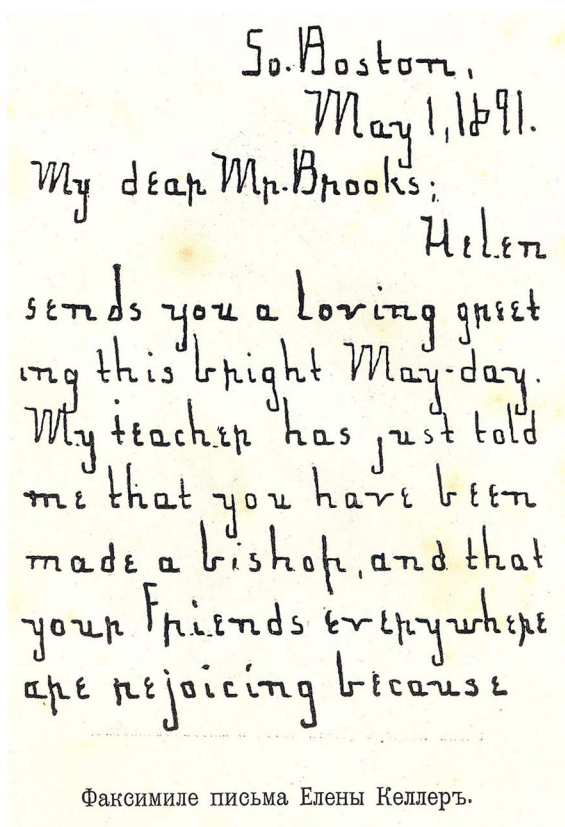 So. Boston,
May 1, 1891.
My dear Mr. Brooks;
Helen
sends you a loving greet
ing this bright May-day.
My teacher has just told
me that you have been
made a bishop, and that
your friends everywhere
are rejoicing because
Факсимиле письма Елены Келлеръ.